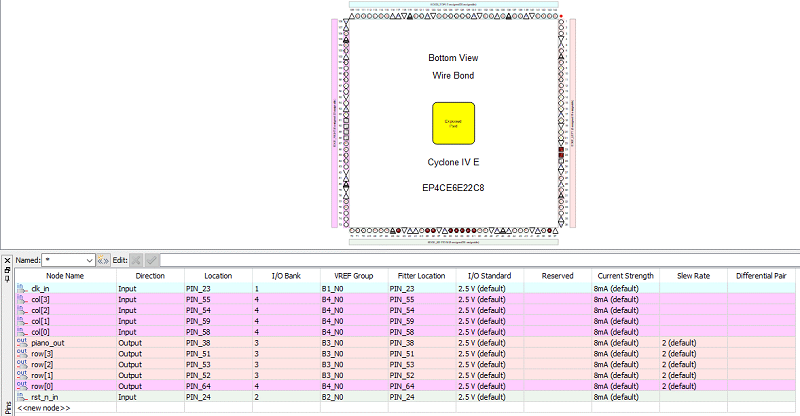 Bottom View
Wire Bond
Exposed
Pad
Cyclone IV E
EP4CE6E22C8
Named: * Edit:
Node Name Direction Location I/O Bank VREF Group Fitter Location I/O Standard Reserved Current Strength Slew Rate Differential Pair
clk_in Input PIN_23 1 B1_N0 PIN_23 2.5 V (default) 8mA (default)
col[3] Input PIN_55 4 B4_N0 PIN_55 2.5 V (default) 8mA (default)
col[2] Input PIN_54 4 B4_N0 PIN_54 2.5 V (default) 8mA (default)
col[1] Input PIN_59 4 B4_N0 PIN_59 2.5 V (default) 8mA (default)
col[0] Input PIN_58 4 B4_N0 PIN_58 2.5 V (default) 8mA (default)
piano_out Output PIN_38 3 B3_N0 PIN_38 2.5 V (default) 8mA (default) 2 (default)
row[3] Output PIN_51 3 B3_N0 PIN_51 2.5 V (default) 8mA (default) 2 (default)
row[2] Output PIN_53 3 B3_N0 PIN_53 2.5 V (default) 8mA (default) 2 (default)
row[1] Output PIN_52 3 B3_N0 PIN_52 2.5 V (default) 8mA (default) 2 (default)
row[0] Output PIN_64 4 B4_N0 PIN_64 2.5 V (default) 8mA (default) 2 (default)
rst_n_in Input PIN_24 2 B2_N0 PIN_24 2.5 V (default) 8mA (default)
<<new node>>
Pins